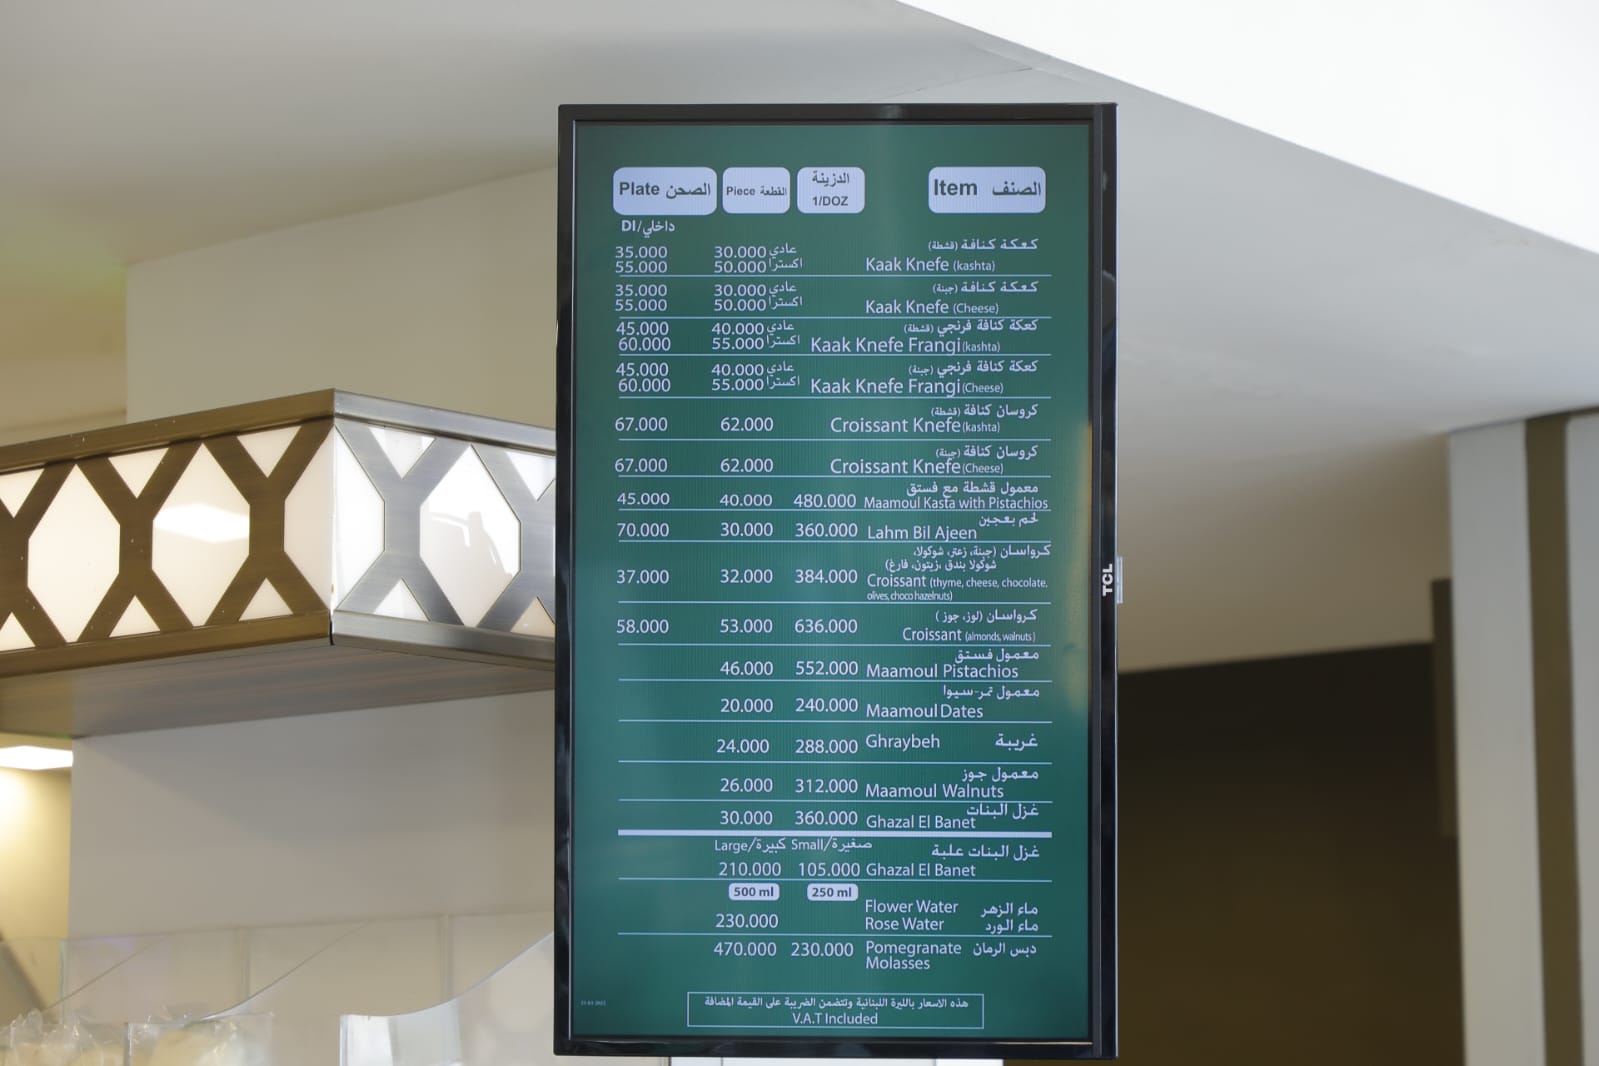 Plate الصحن Piece القطعة الدزينة 1/DOZ Item الصنف
DI/داخلي
كعكة كنافة (قشطة)
35.000 30.000 عادي
55.000 50.000 اكسترا Kaak Knefe (kashta)
كعكة كنافة (جبنة)
35.000 30.000 عادي
55.000 50.000 اكسترا Kaak Knefe (Cheese)
كعكة كنافة فرنجي (قشطة)
45.000 40.000 عادي
60.000 55.000 اكسترا Kaak Knefe Frangi (kashta)
كعكة كنافة فرنجي (جبنة)
45.000 40.000 عادي
60.000 55.000 اكسترا Kaak Knefe Frangi (Cheese)
كروسان كنافة (قشطة)
67.000 62.000 Croissant Knefe (kashta)
كروسان كنافة (جبنة)
67.000 62.000 Croissant Knefe (Cheese)
معمول قشطة مع فستق
45.000 40.000 480.000 Maamoul Kasta with Pistachios
لحم بعجين
70.000 30.000 360.000 Lahm Bil Ajeen
كرواسان (جبنة، زعتر، شوكولا،
شوكولا بندق ،زيتون، فارغ)
37.000 32.000 384.000 Croissant (thyme, cheese, chocolate,
olives, choco hazelnuts)
كرواسان (لوز، جوز )
58.000 53.000 636.000 Croissant (almonds, walnuts )
معمول فستق
46.000 552.000 Maamoul Pistachios
معمول تمر-سيوا
20.000 240.000 Maamoul Dates
24.000 288.000 Ghraybeh غريبة
معمول جوز
26.000 312.000 Maamoul Walnuts
غزل البنات
30.000 360.000 Ghazal El Banet
Large/كبيرة Small/صغيرة غزل البنات علبة
210.000 105.000 Ghazal El Banet
500 ml 250 ml
Flower Water ماء الزهر
230.000 Rose Water ماء الورد
470.000 230.000 Pomegranate دبس الرمان
Molasses
هذه الاسعار بالليرة اللبنانية وتتضمن الضريبة على القيمة المضافة
V.A.T Included
TCL